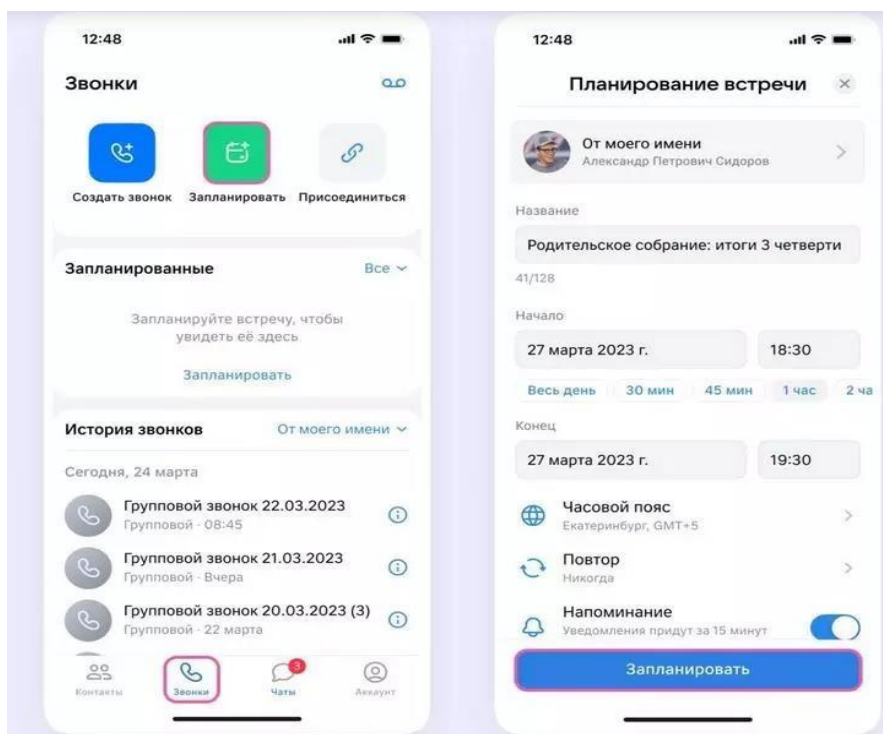 12:48
Звонки
Создать звонок
Запланировать
Присоединиться
Запланированные
Все
Запланируйте встречу, чтобы
увидеть её здесь
Запланировать
История звонков
От моего имени
Сегодня, 24 марта
Групповой звонок 22.03.2023
Групповой · 08:45
Групповой звонок 21.03.2023
Групповой · Вчера
Групповой звонок 20.03.2023 (3)
Групповой · 22 марта
Контакты
Звонки
3
Чаты
Аккаунт
12:48
Планирование встречи
От моего имени
Александр Петрович Сидоров
Название
Родительское собрание: итоги 3 четверти
41/128
Начало
27 марта 2023 г.
18:30
Весь день
30 мин
45 мин
1 час
2 ча
Конец
27 марта 2023 г.
19:30
Часовой пояс
Екатеринбург, GMT+5
Повтор
Никогда
Напоминание
Уведомления придут за 15 минут
Запланировать